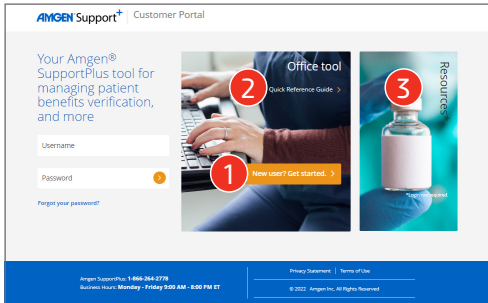 AMGEN Support+ Customer Portal
Your Amgen®
SupportPlus tool for
managing patient
benefits verification,
and more
Username
Password
Forgot your password?
Office tool
2
Quick Reference Guide >
1
New user? Get started. >
3
Resources*
*Login not required.
Amgen SupportPlus: 1-866-264-2778
Business Hours: Monday - Friday 9:00 AM - 8:00 PM ET
Privacy Statement | Terms of Use
© 2022 Amgen Inc. All Rights Reserved